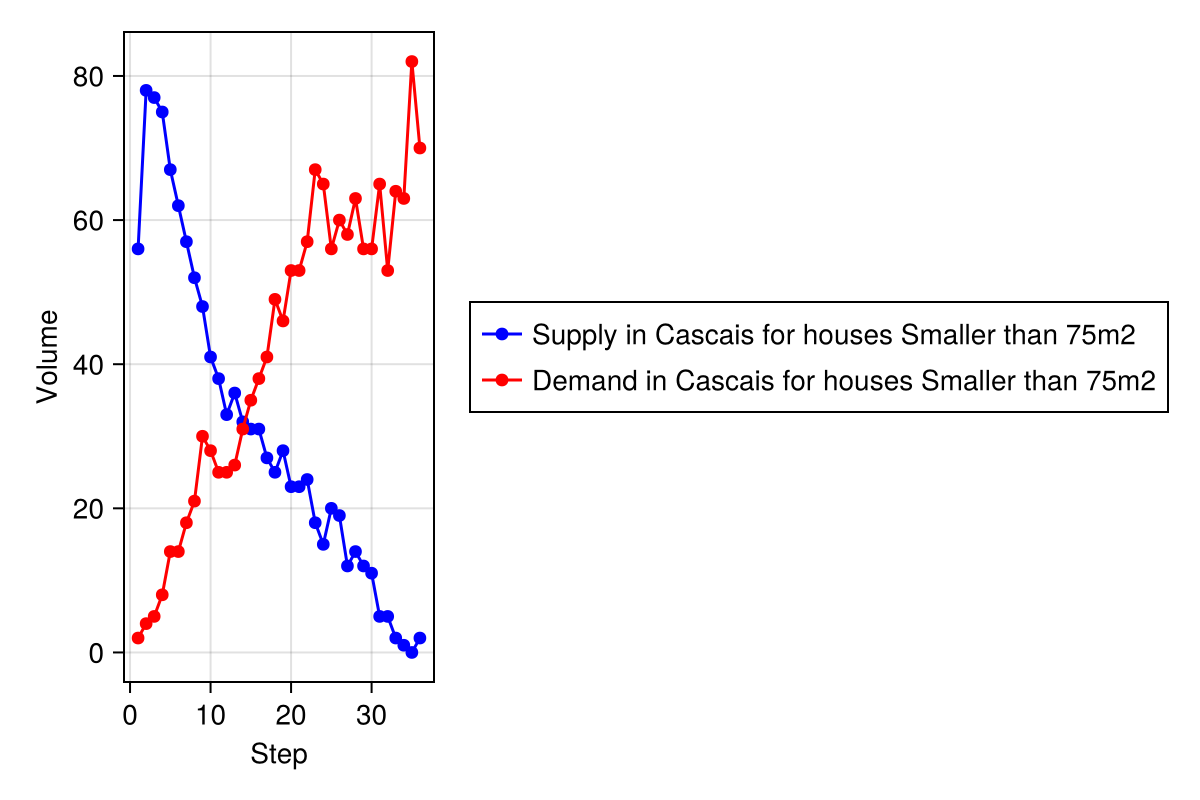 Volume
80
60
40
20
0
0 10 20 30
Step
Supply in Cascais for houses Smaller than 75m2
Demand in Cascais for houses Smaller than 75m2